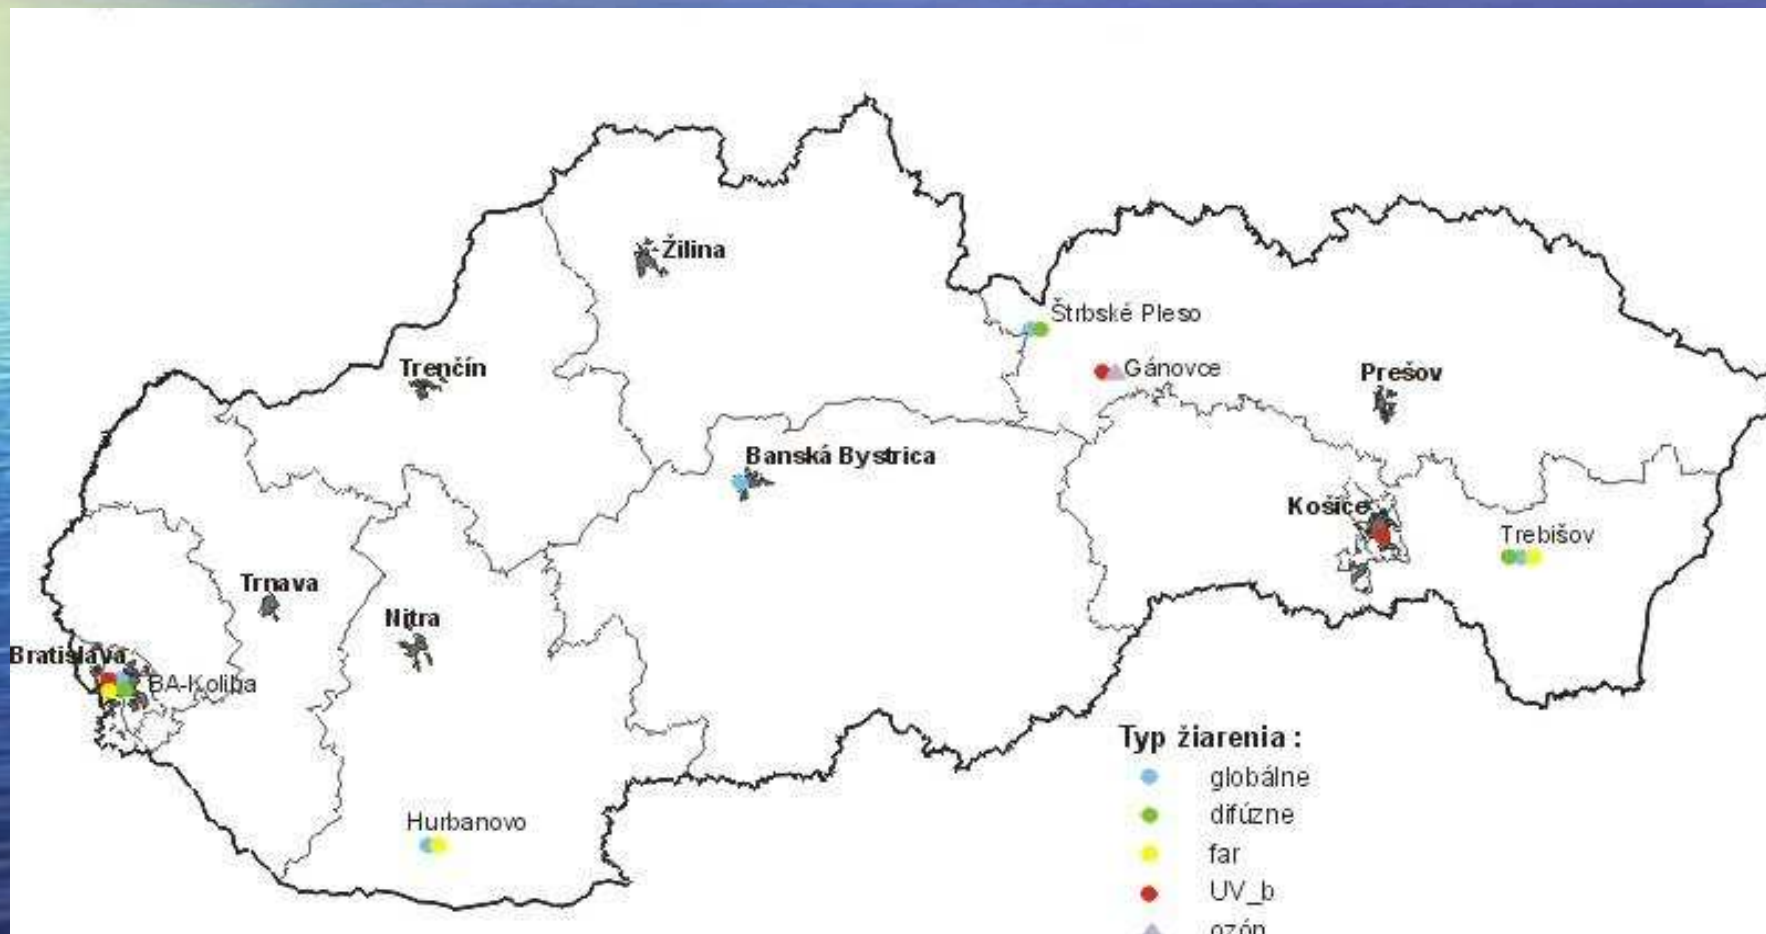 Žilina
Štrbské Pleso
Trenčín
Gánovce
Prešov
Banská Bystrica
Košice
Trebišov
Trnava
Nitra
Bratislava
BA-Koliba
Typ žiarenia :
globálne
Hurbanovo
difúzne
far
UV_b
ozón